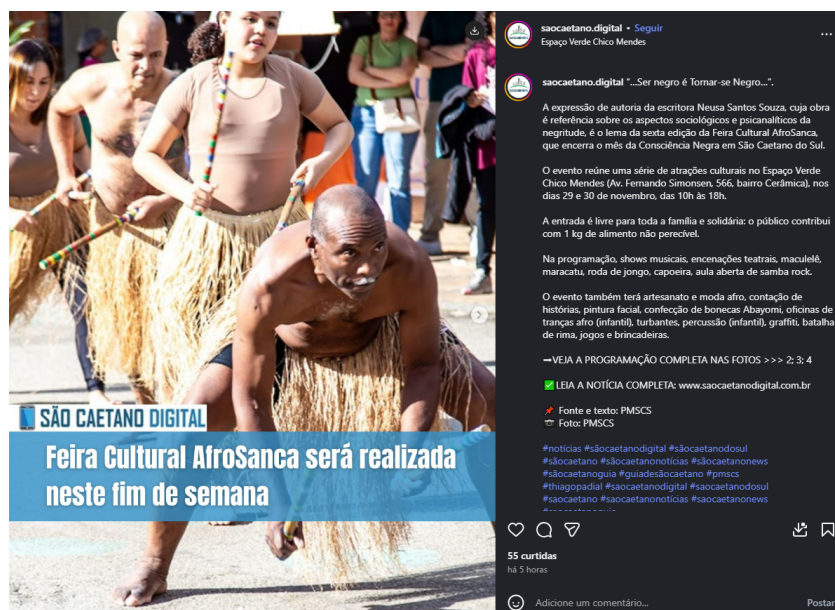 SÃO CAETANO DIGITAL
Feira Cultural AfroSanca será realizada
neste fim de semana
saocaetano.digital • Seguir
Espaço Verde Chico Mendes
saocaetano.digital "...Ser negro é Tornar-se Negro...".
A expressão de autoria da escritora Neusa Santos Souza, cuja obra
é referência sobre os aspectos sociológicos e psicanalíticos da
negritude, é o lema da sexta edição da Feira Cultural AfroSanca,
que encerra o mês da Consciência Negra em São Caetano do Sul.
O evento reúne uma série de atrações culturais no Espaço Verde
Chico Mendes (Av. Fernando Simonsen, 566, bairro Cerâmica), nos
dias 29 e 30 de novembro, das 10h às 18h.
A entrada é livre para toda a família e solidária: o público contribui
com 1 kg de alimento não perecível.
Na programação, shows musicais, encenações teatrais, maculelê,
maracatu, roda de jongo, capoeira, aula aberta de samba rock.
O evento também terá artesanato e moda afro, contação de
histórias, pintura facial, confecção de bonecas Abayomi, oficinas de
tranças afro (infantil), turbantes, percussão (infantil), graffiti, batalha
de rima, jogos e brincadeiras.
➞VEJA A PROGRAMAÇÃO COMPLETA NAS FOTOS >>> 2; 3; 4
✅ LEIA A NOTÍCIA COMPLETA: www.saocaetanodigital.com.br
📌 Fonte e texto: PMSCS
📷 Foto: PMSCS
#notícias #sãocaetanodigital #sãocaetanodosul
#sãocaetano #sãocaetanonotícias #sãocaetanonews
#sãocaetanoguia #guiadesãocaetano #pmscs
#thiagopadial #saocaetanodigital #saocaetanodosul
#saocaetano #saocaetanonotícias #saocaetanonews
55 curtidas
há 5 horas
Adicione um comentário... Postar